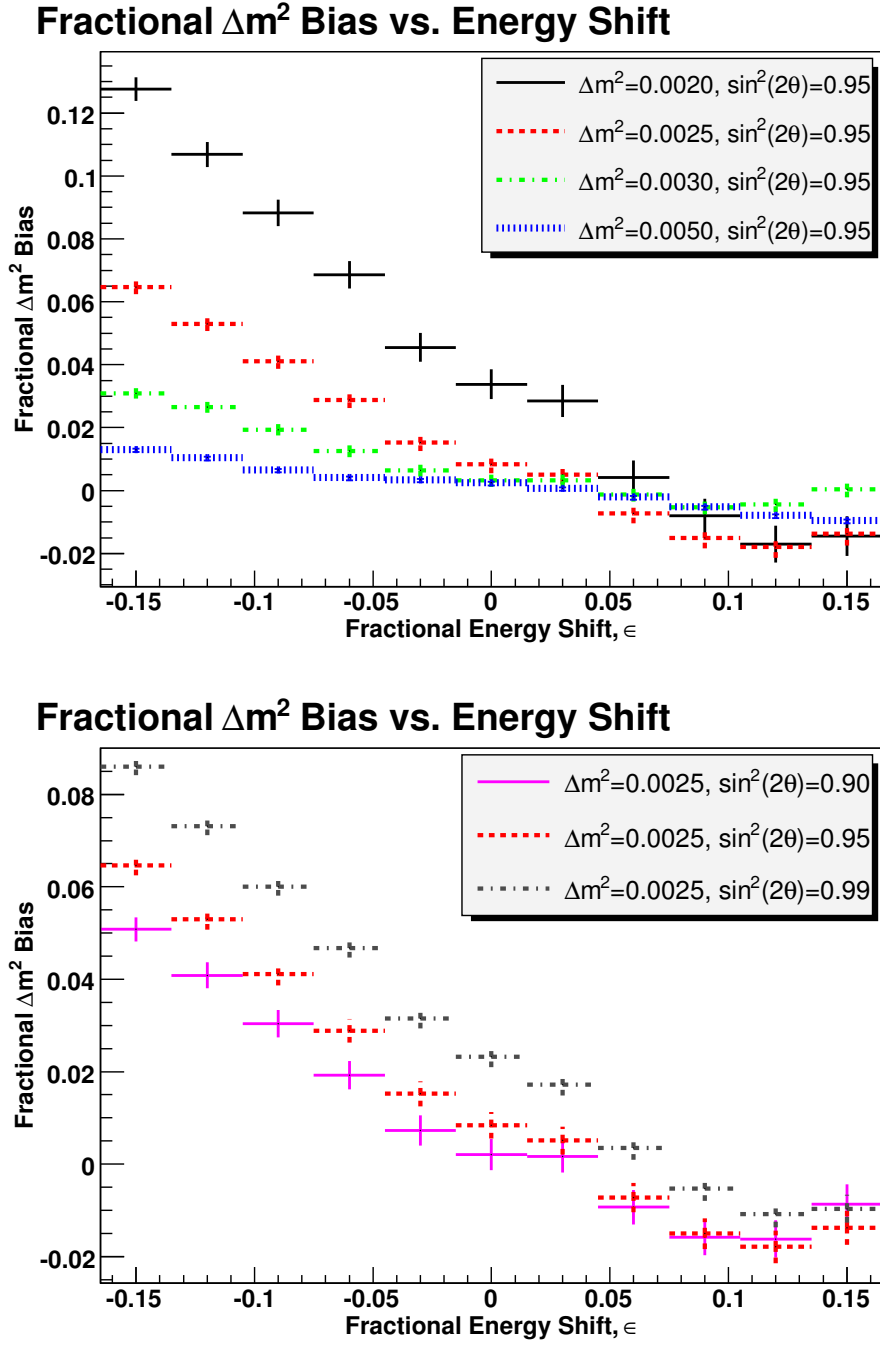 Fractional Δm² Bias vs. Energy Shift
Δm²=0.0020, sin²(2θ)=0.95
Δm²=0.0025, sin²(2θ)=0.95
Δm²=0.0030, sin²(2θ)=0.95
Δm²=0.0050, sin²(2θ)=0.95
Fractional Δm² Bias
0.12
0.1
0.08
0.06
0.04
0.02
0
-0.02
-0.15 -0.1 -0.05 0 0.05 0.1 0.15
Fractional Energy Shift, ∈
Fractional Δm² Bias vs. Energy Shift
Δm²=0.0025, sin²(2θ)=0.90
Δm²=0.0025, sin²(2θ)=0.95
Δm²=0.0025, sin²(2θ)=0.99
Fractional Δm² Bias
0.08
0.06
0.04
0.02
0
-0.02
-0.15 -0.1 -0.05 0 0.05 0.1 0.15
Fractional Energy Shift, ∈